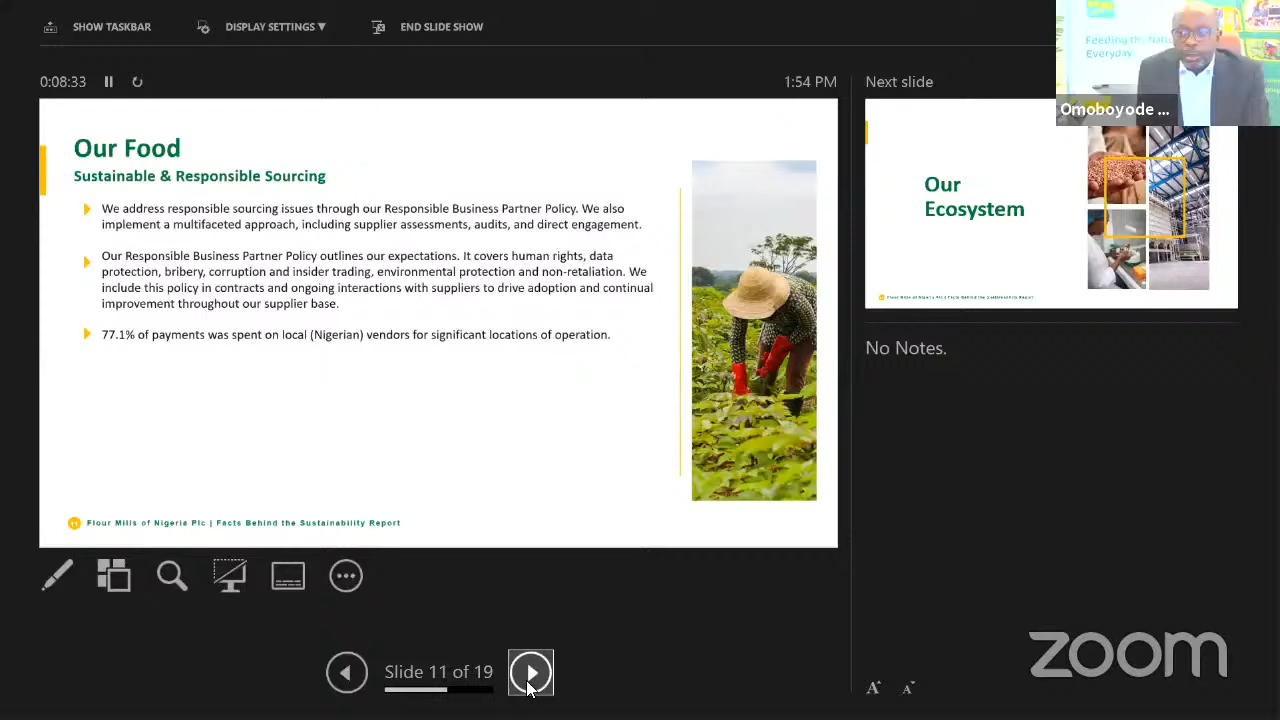 SHOW TASKBAR
DISPLAY SETTINGS ▼
END SLIDE SHOW
0:08:33
1:54 PM
Next slide
Feeding the
Everyday
Omoboyode ...
Our Food
Sustainable & Responsible Sourcing
We address responsible sourcing issues through our Responsible Business Partner Policy. We also
implement a multifaceted approach, including supplier assessments, audits, and direct engagement.
Our Responsible Business Partner Policy outlines our expectations. It covers human rights, data
protection, bribery, corruption and insider trading, environmental protection and non-retaliation. We
include this policy in contracts and ongoing interactions with suppliers to drive adoption and continual
improvement throughout our supplier base.
77.1% of payments was spent on local (Nigerian) vendors for significant locations of operation.
11 Flour Mills of Nigeria Plc | Facts Behind the Sustainability Report
Our
Ecosystem
Flour Mills of Nigeria Plc | Facts Behind the Sustainability Report
No Notes.
Slide 11 of 19
zoom
A A